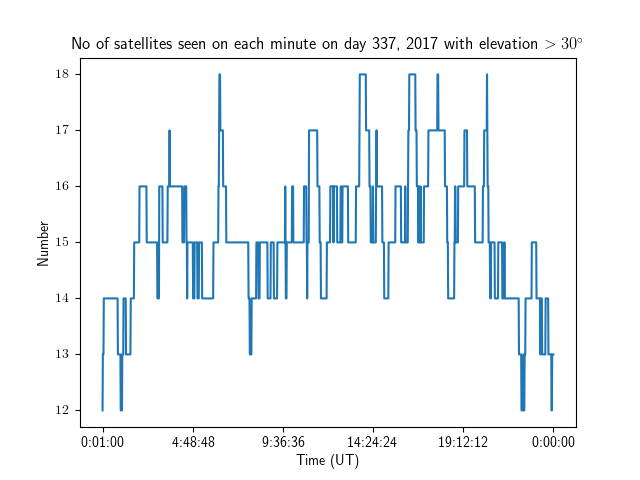 No of satellites seen on each minute on day 337, 2017 with elevation > 30°
18
17
16
15
14
13
12
Number
0:01:00 4:48:48 9:36:36 14:24:24 19:12:12 0:00:00
Time (UT)